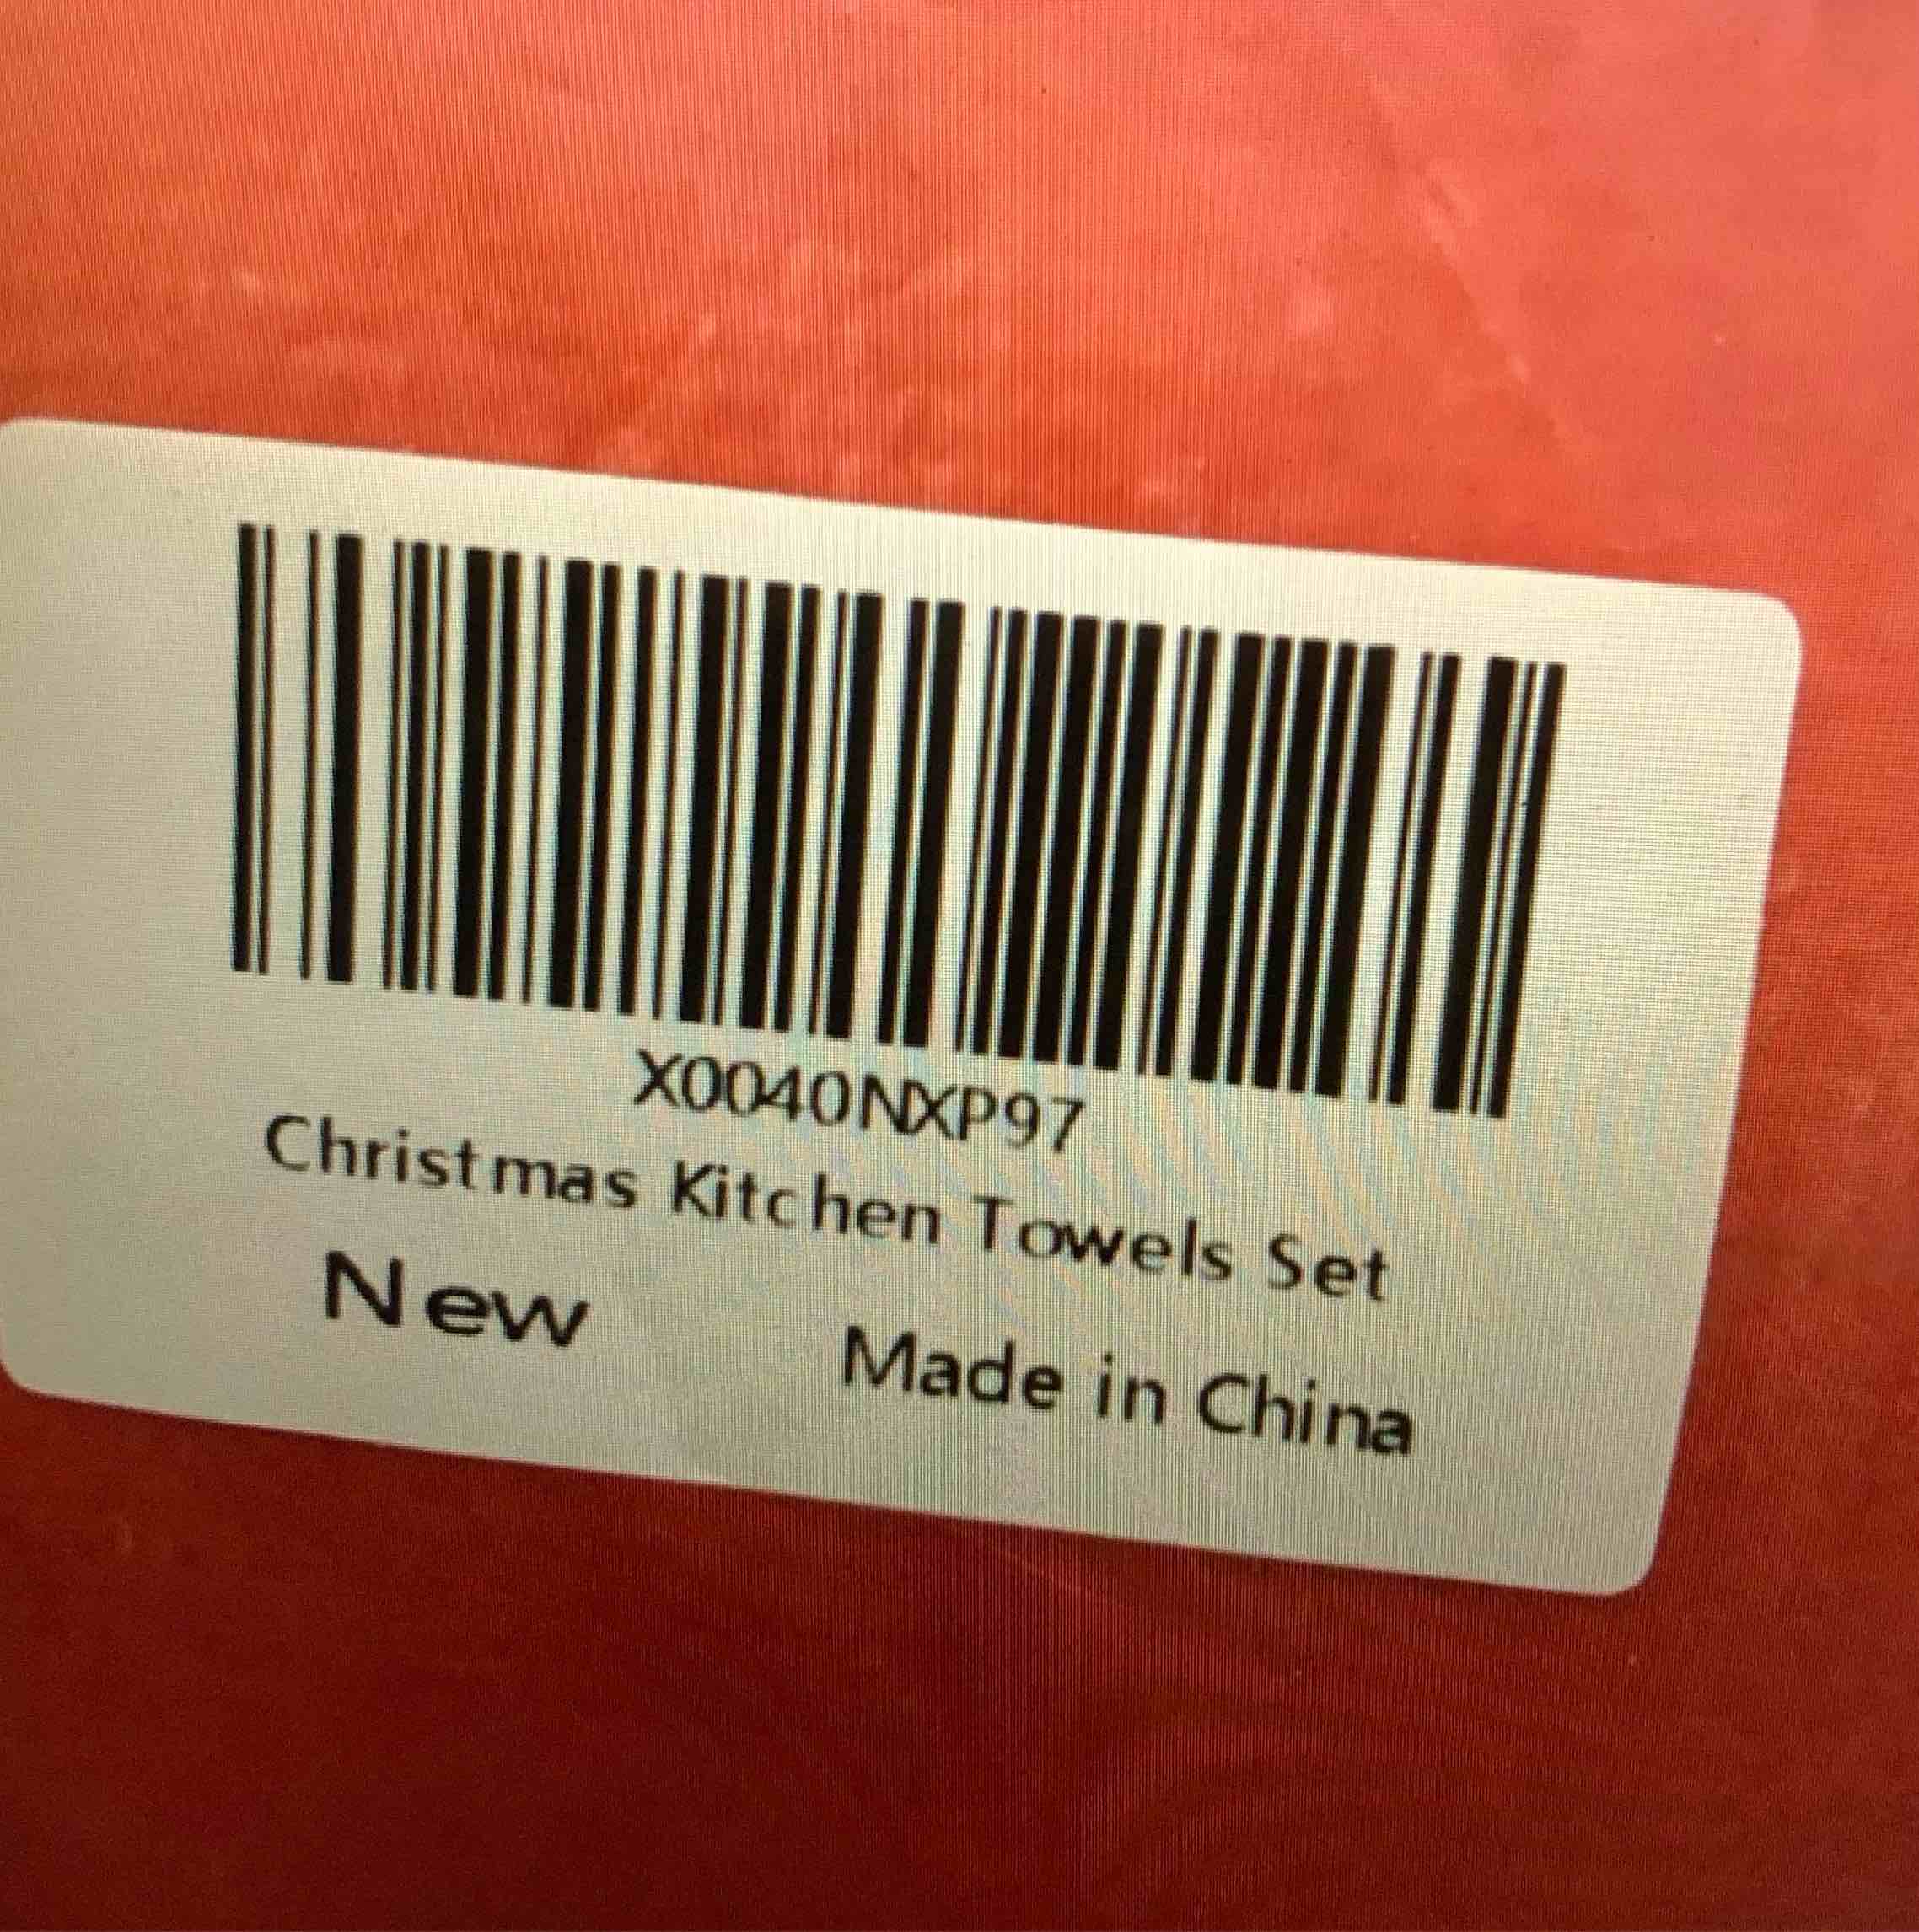 X0040NXP97
Christmas Kitchen Towels Set
New Made in China